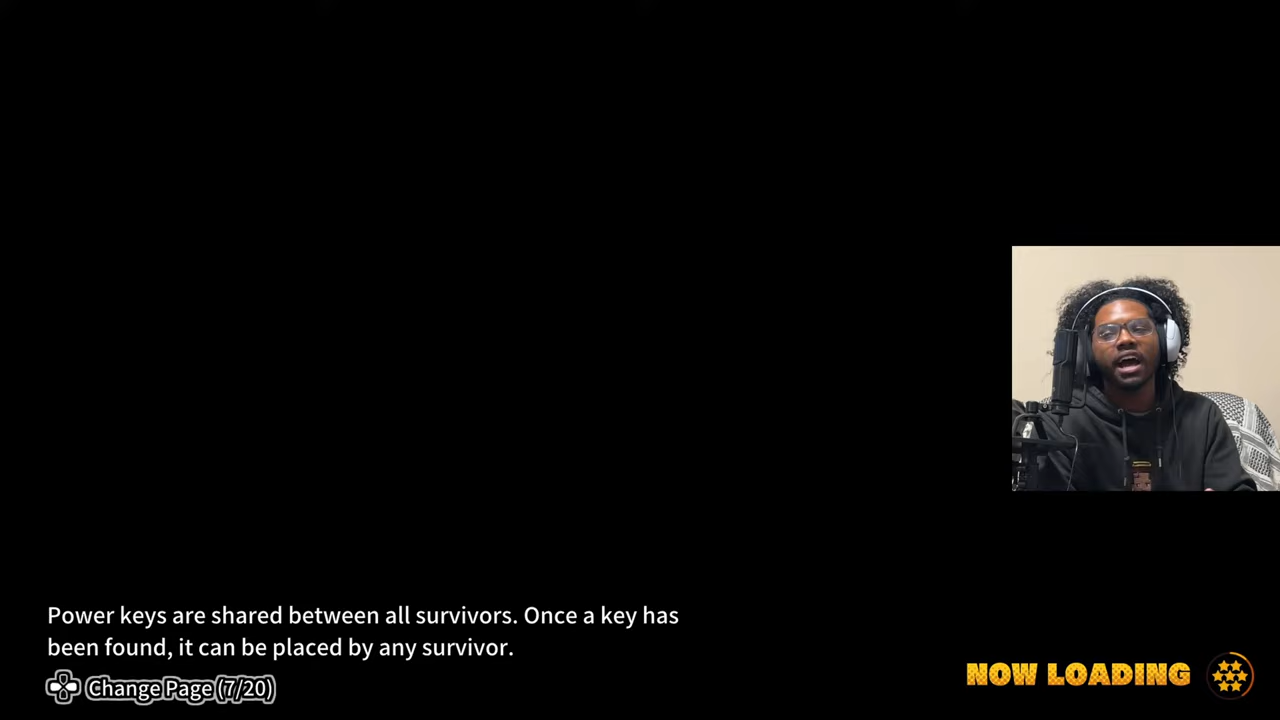 Power keys are shared between all survivors. Once a key has
been found, it can be placed by any survivor.
Change Page (7/20)
NOW LOADING